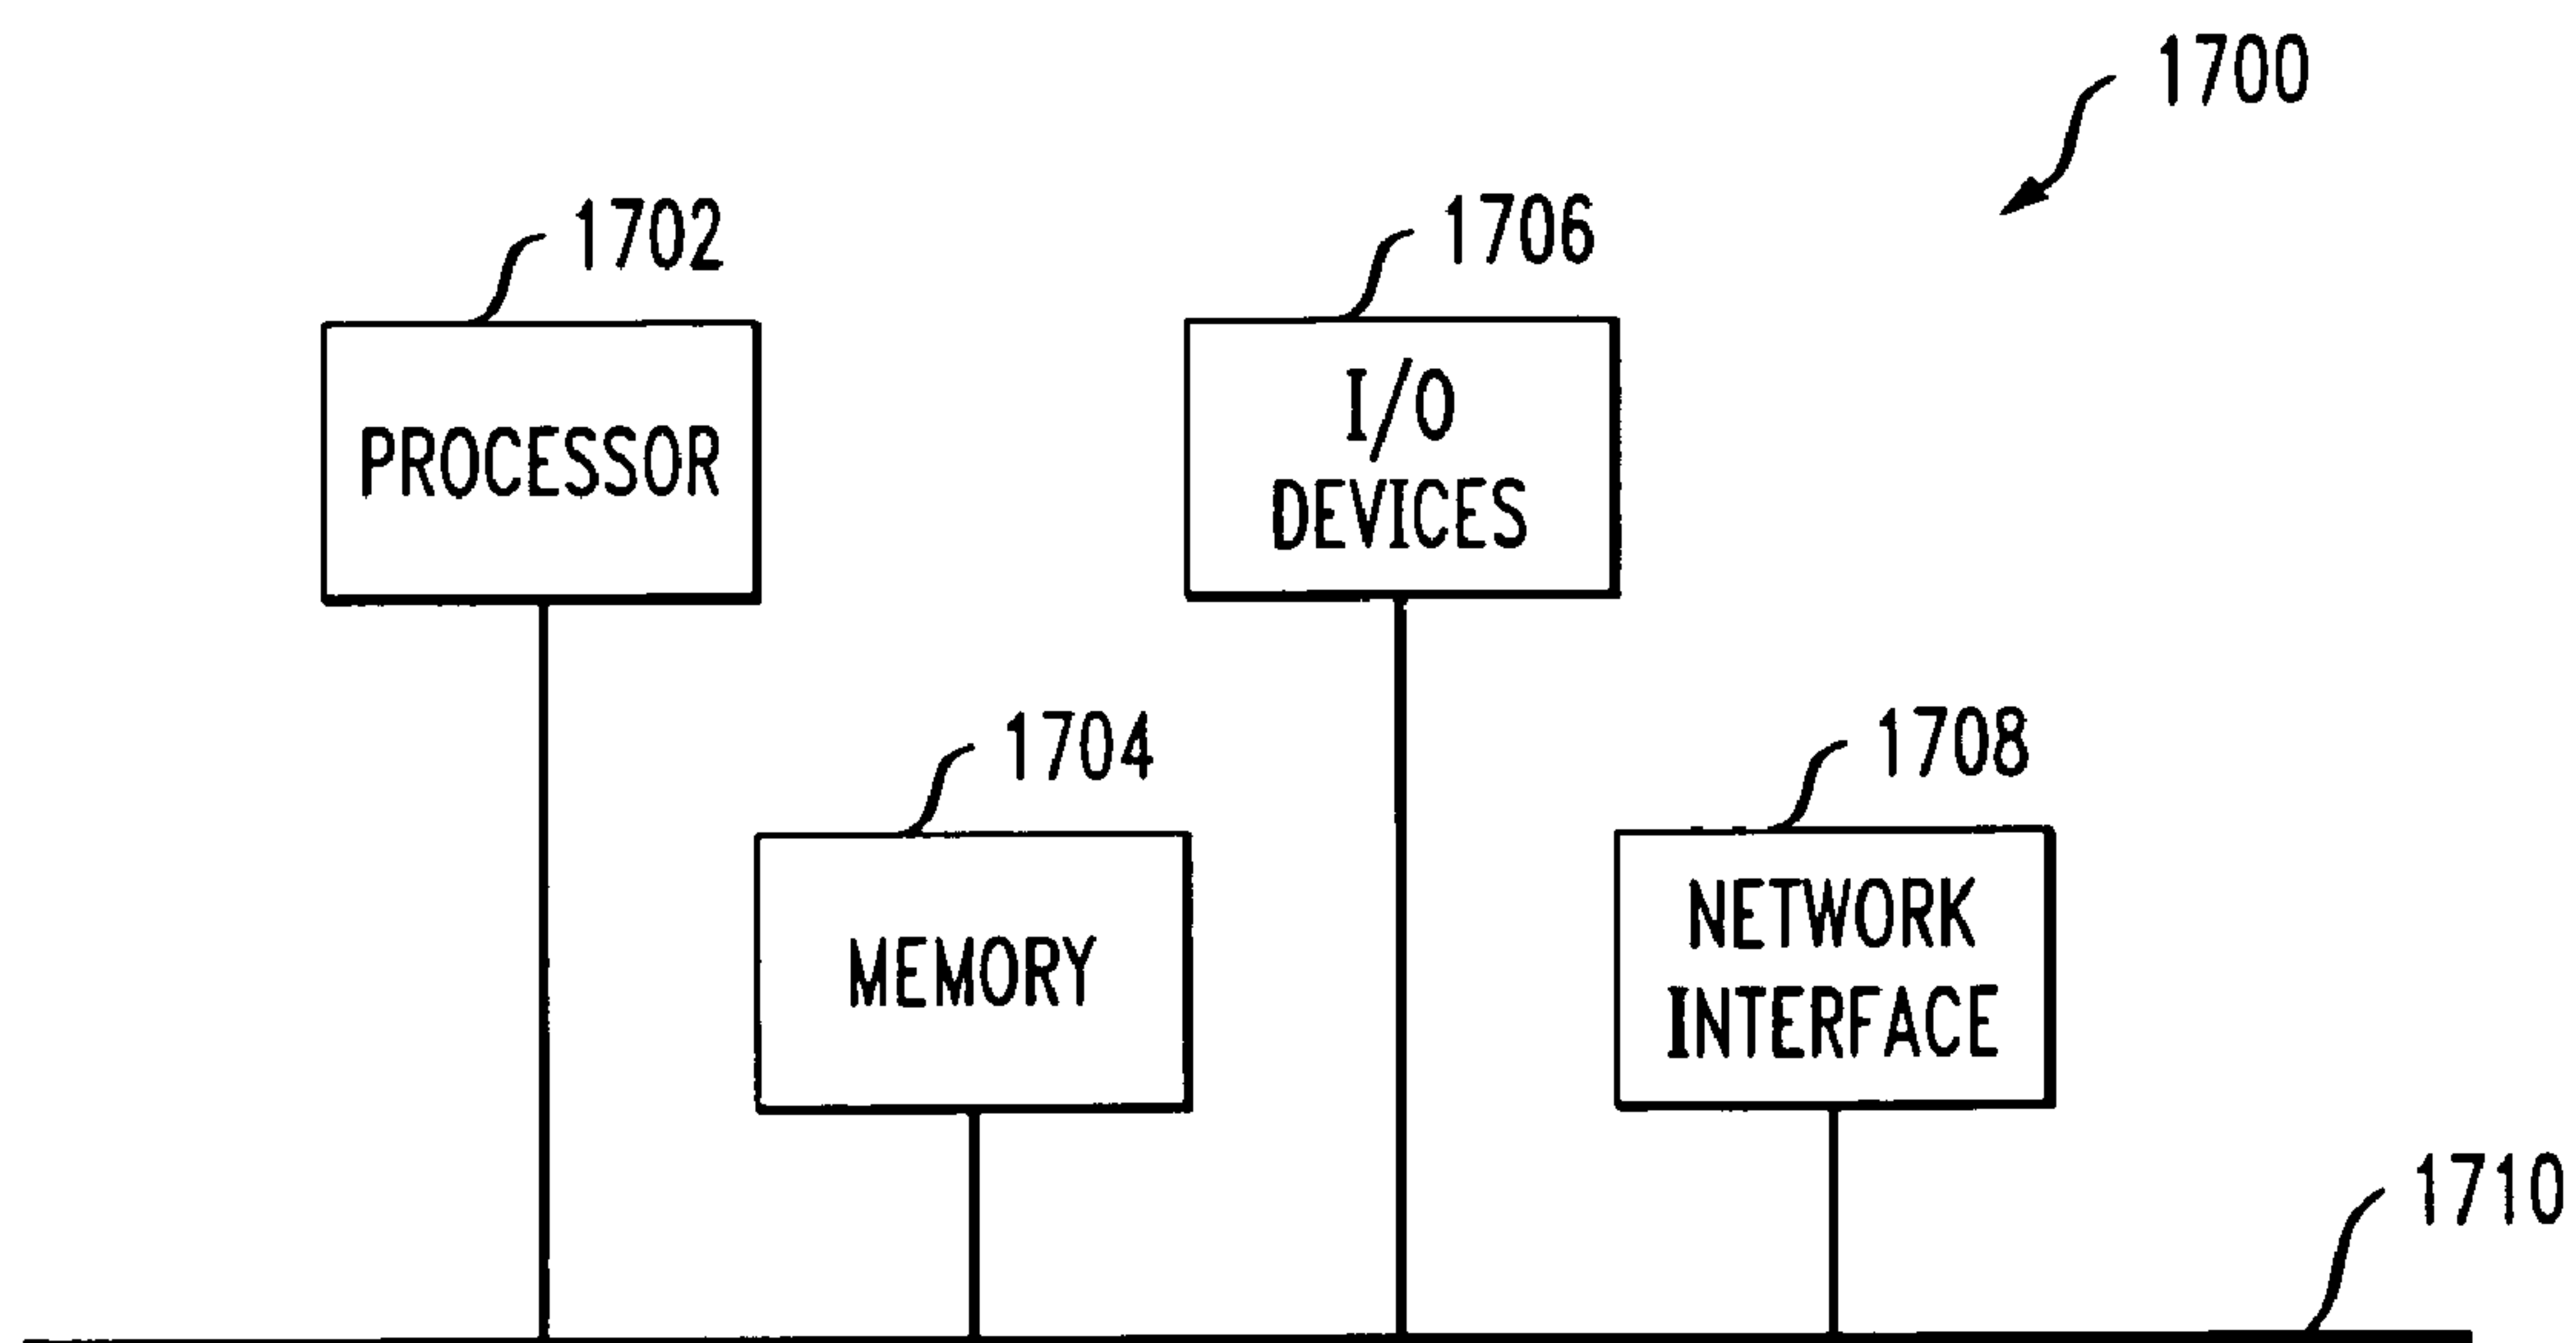 1700
1702
PROCESSOR
1706
I/O
DEVICES
1704
MEMORY
1708
NETWORK
INTERFACE
1710